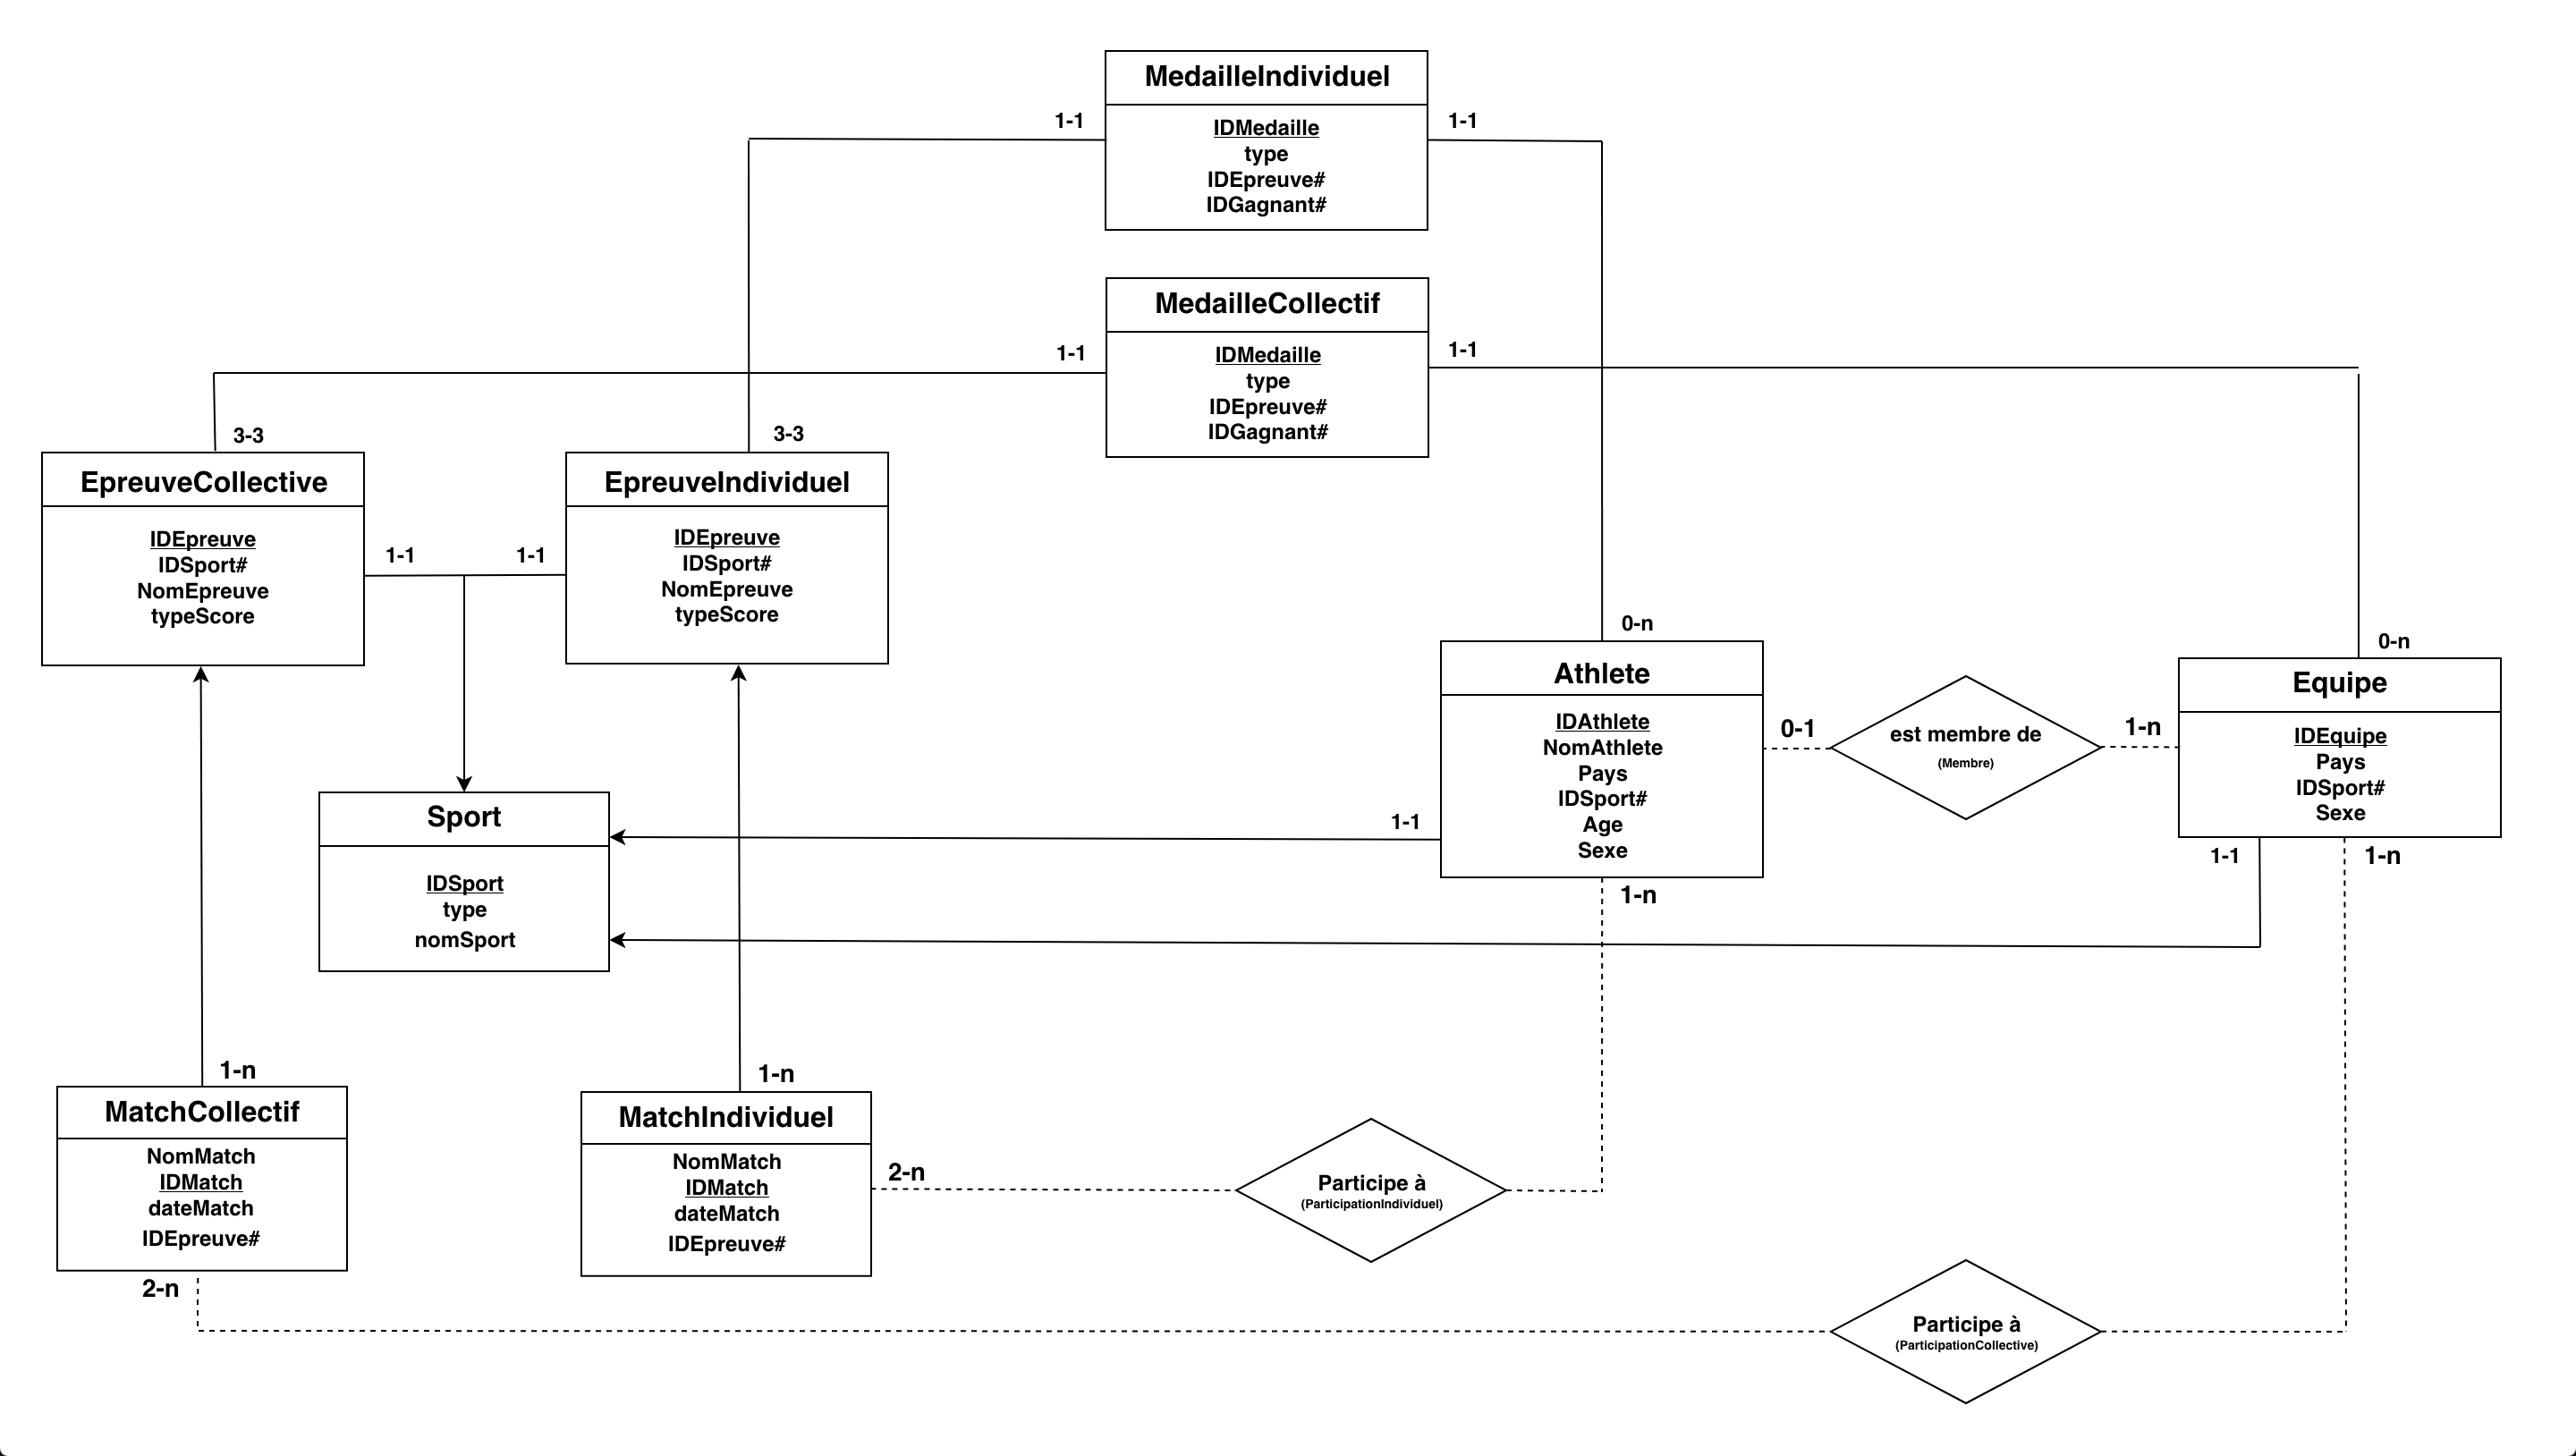 MedailleIndividuel
1-1
1-1
IDMedaille
type
IDEpreuve#
IDGagnant#
MedailleCollectif
1-1
1-1
IDMedaille
type
IDEpreuve#
IDGagnant#
3-3
3-3
EpreuveCollective
IDEpreuve
IDSport#
NomEpreuve
typeScore
1-1
1-1
EpreuveIndividuel
IDEpreuve
IDSport#
NomEpreuve
typeScore
0-n
0-n
Athlete
IDAthlete
NomAthlete
Pays
IDSport#
Age
Sexe
0-1
est membre de
(Membre)
1-n
Equipe
IDEquipe
Pays
IDSport#
Sexe
Sport
IDSport
type
nomSport
1-1
1-n
1-1
1-n
1-n
MatchCollectif
NomMatch
IDMatch
dateMatch
IDEpreuve#
2-n
1-n
MatchIndividuel
NomMatch
IDMatch
dateMatch
IDEpreuve#
2-n
Participe à
(ParticipationIndividuel)
Participe à
(ParticipationCollective)